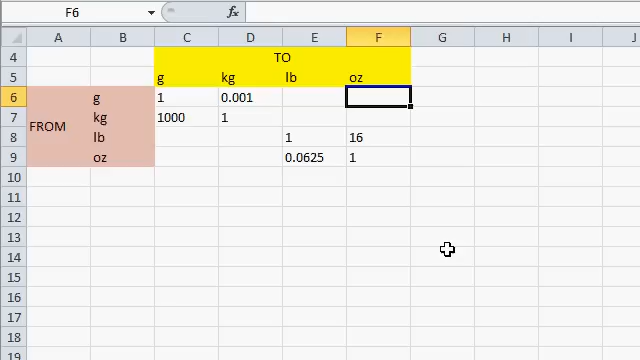 F6 fx
A B C D E F G H I J
4 TO
5 g kg lb oz
6 g 1 0.001
7 kg 1000 1
FROM
8 lb 1 16
9 oz 0.0625 1
10
11
12
13
14
15
16
17
18
19